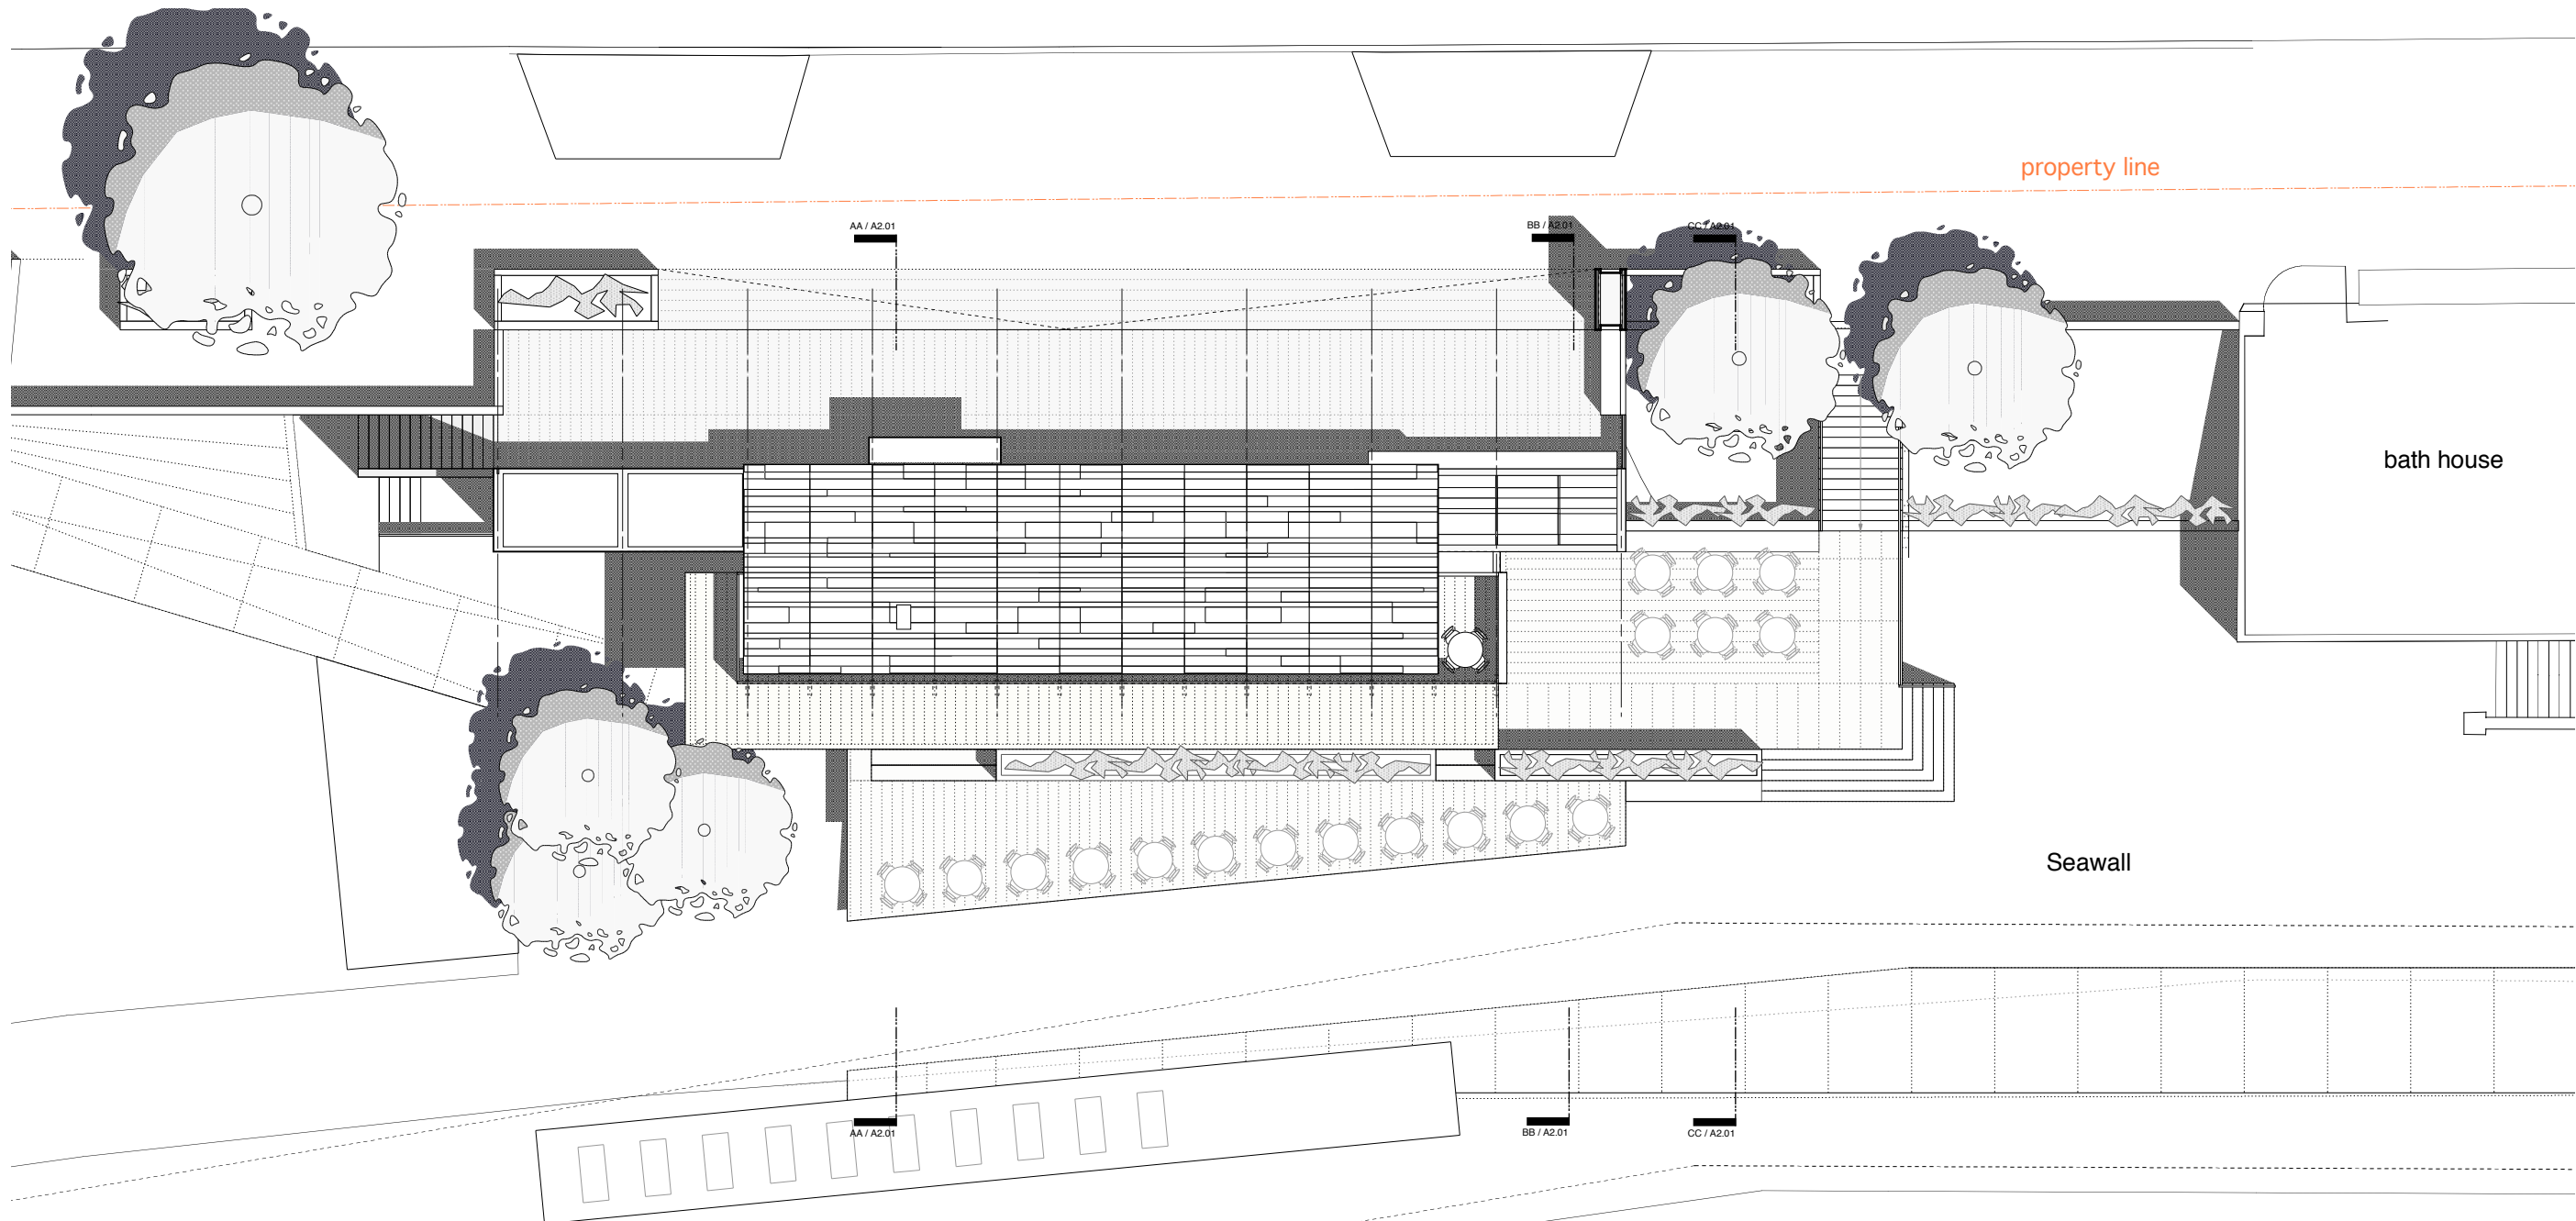 property line
AA / A2.01
BB / A2.01
CC / A2.01
bath house
Seawall
AA / A2.01
BB / A2.01
CC / A2.01